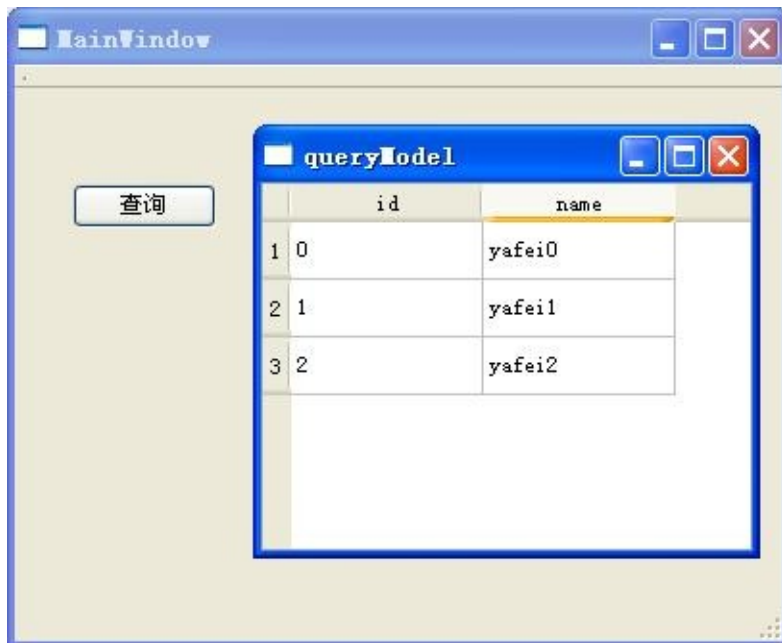 MainWindow
queryModel
查询
id name
1 0 yafei0
2 1 yafei1
3 2 yafei2